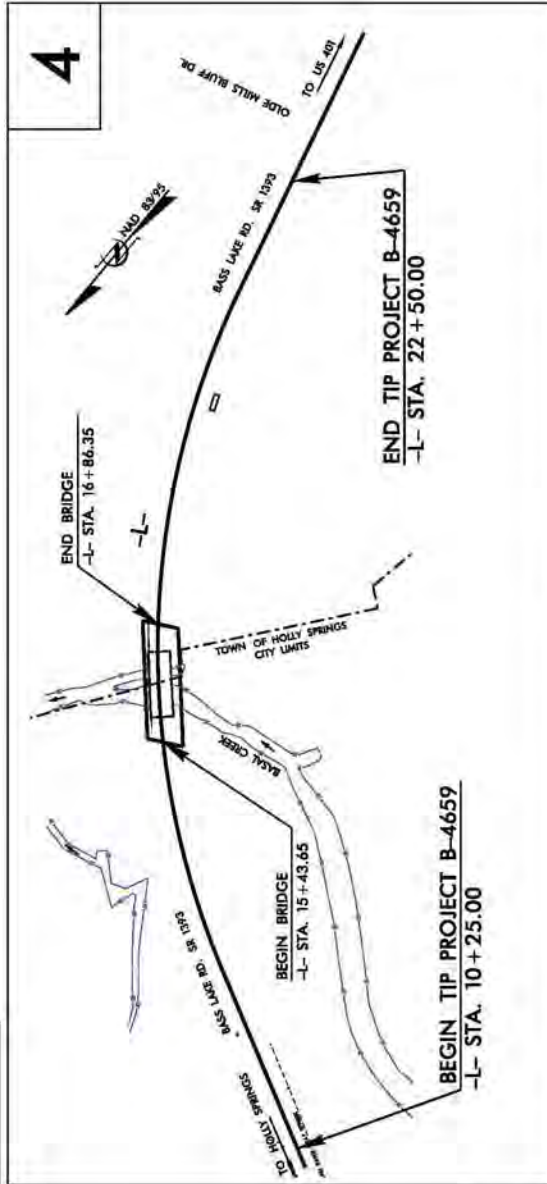 4
NAD 83/95
OLDE MILLS BLUFF DR.
TO US 401
BASS LAKE RD. SR 1393
END BRIDGE
-L- STA. 16+86.35
-L-
END TIP PROJECT B-4659
-L- STA. 22+50.00
TOWN OF HOLLY SPRINGS
CITY LIMITS
BASAL CREEK
BEGIN BRIDGE
-L- STA. 15+43.65
BASS LAKE RD. SR 1393
TO HOLLY SPRINGS
BEGIN TIP PROJECT B-4659
-L- STA. 10+25.00